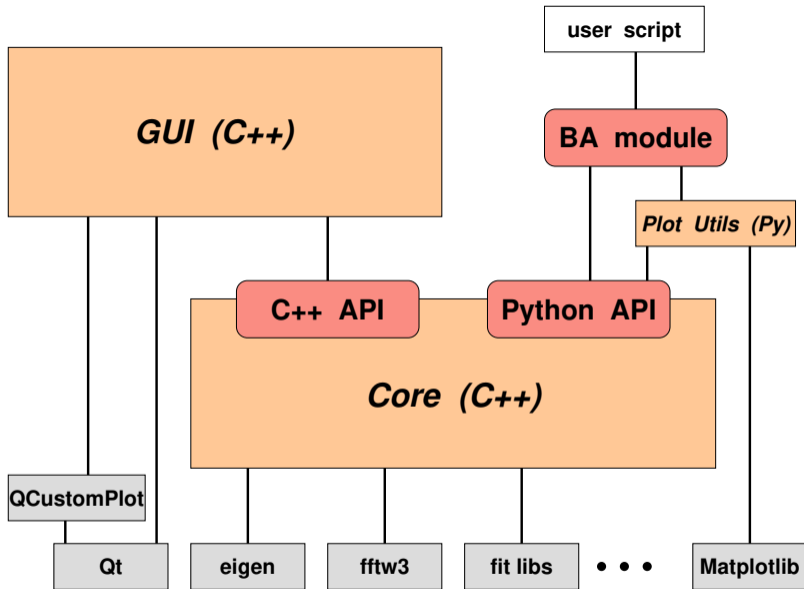 user script
GUI (C++)
BA module
Plot Utils (Py)
C++ API
Python API
Core (C++)
QCustomPlot
Qt
eigen
fftw3
fit libs
• • •
Matplotlib